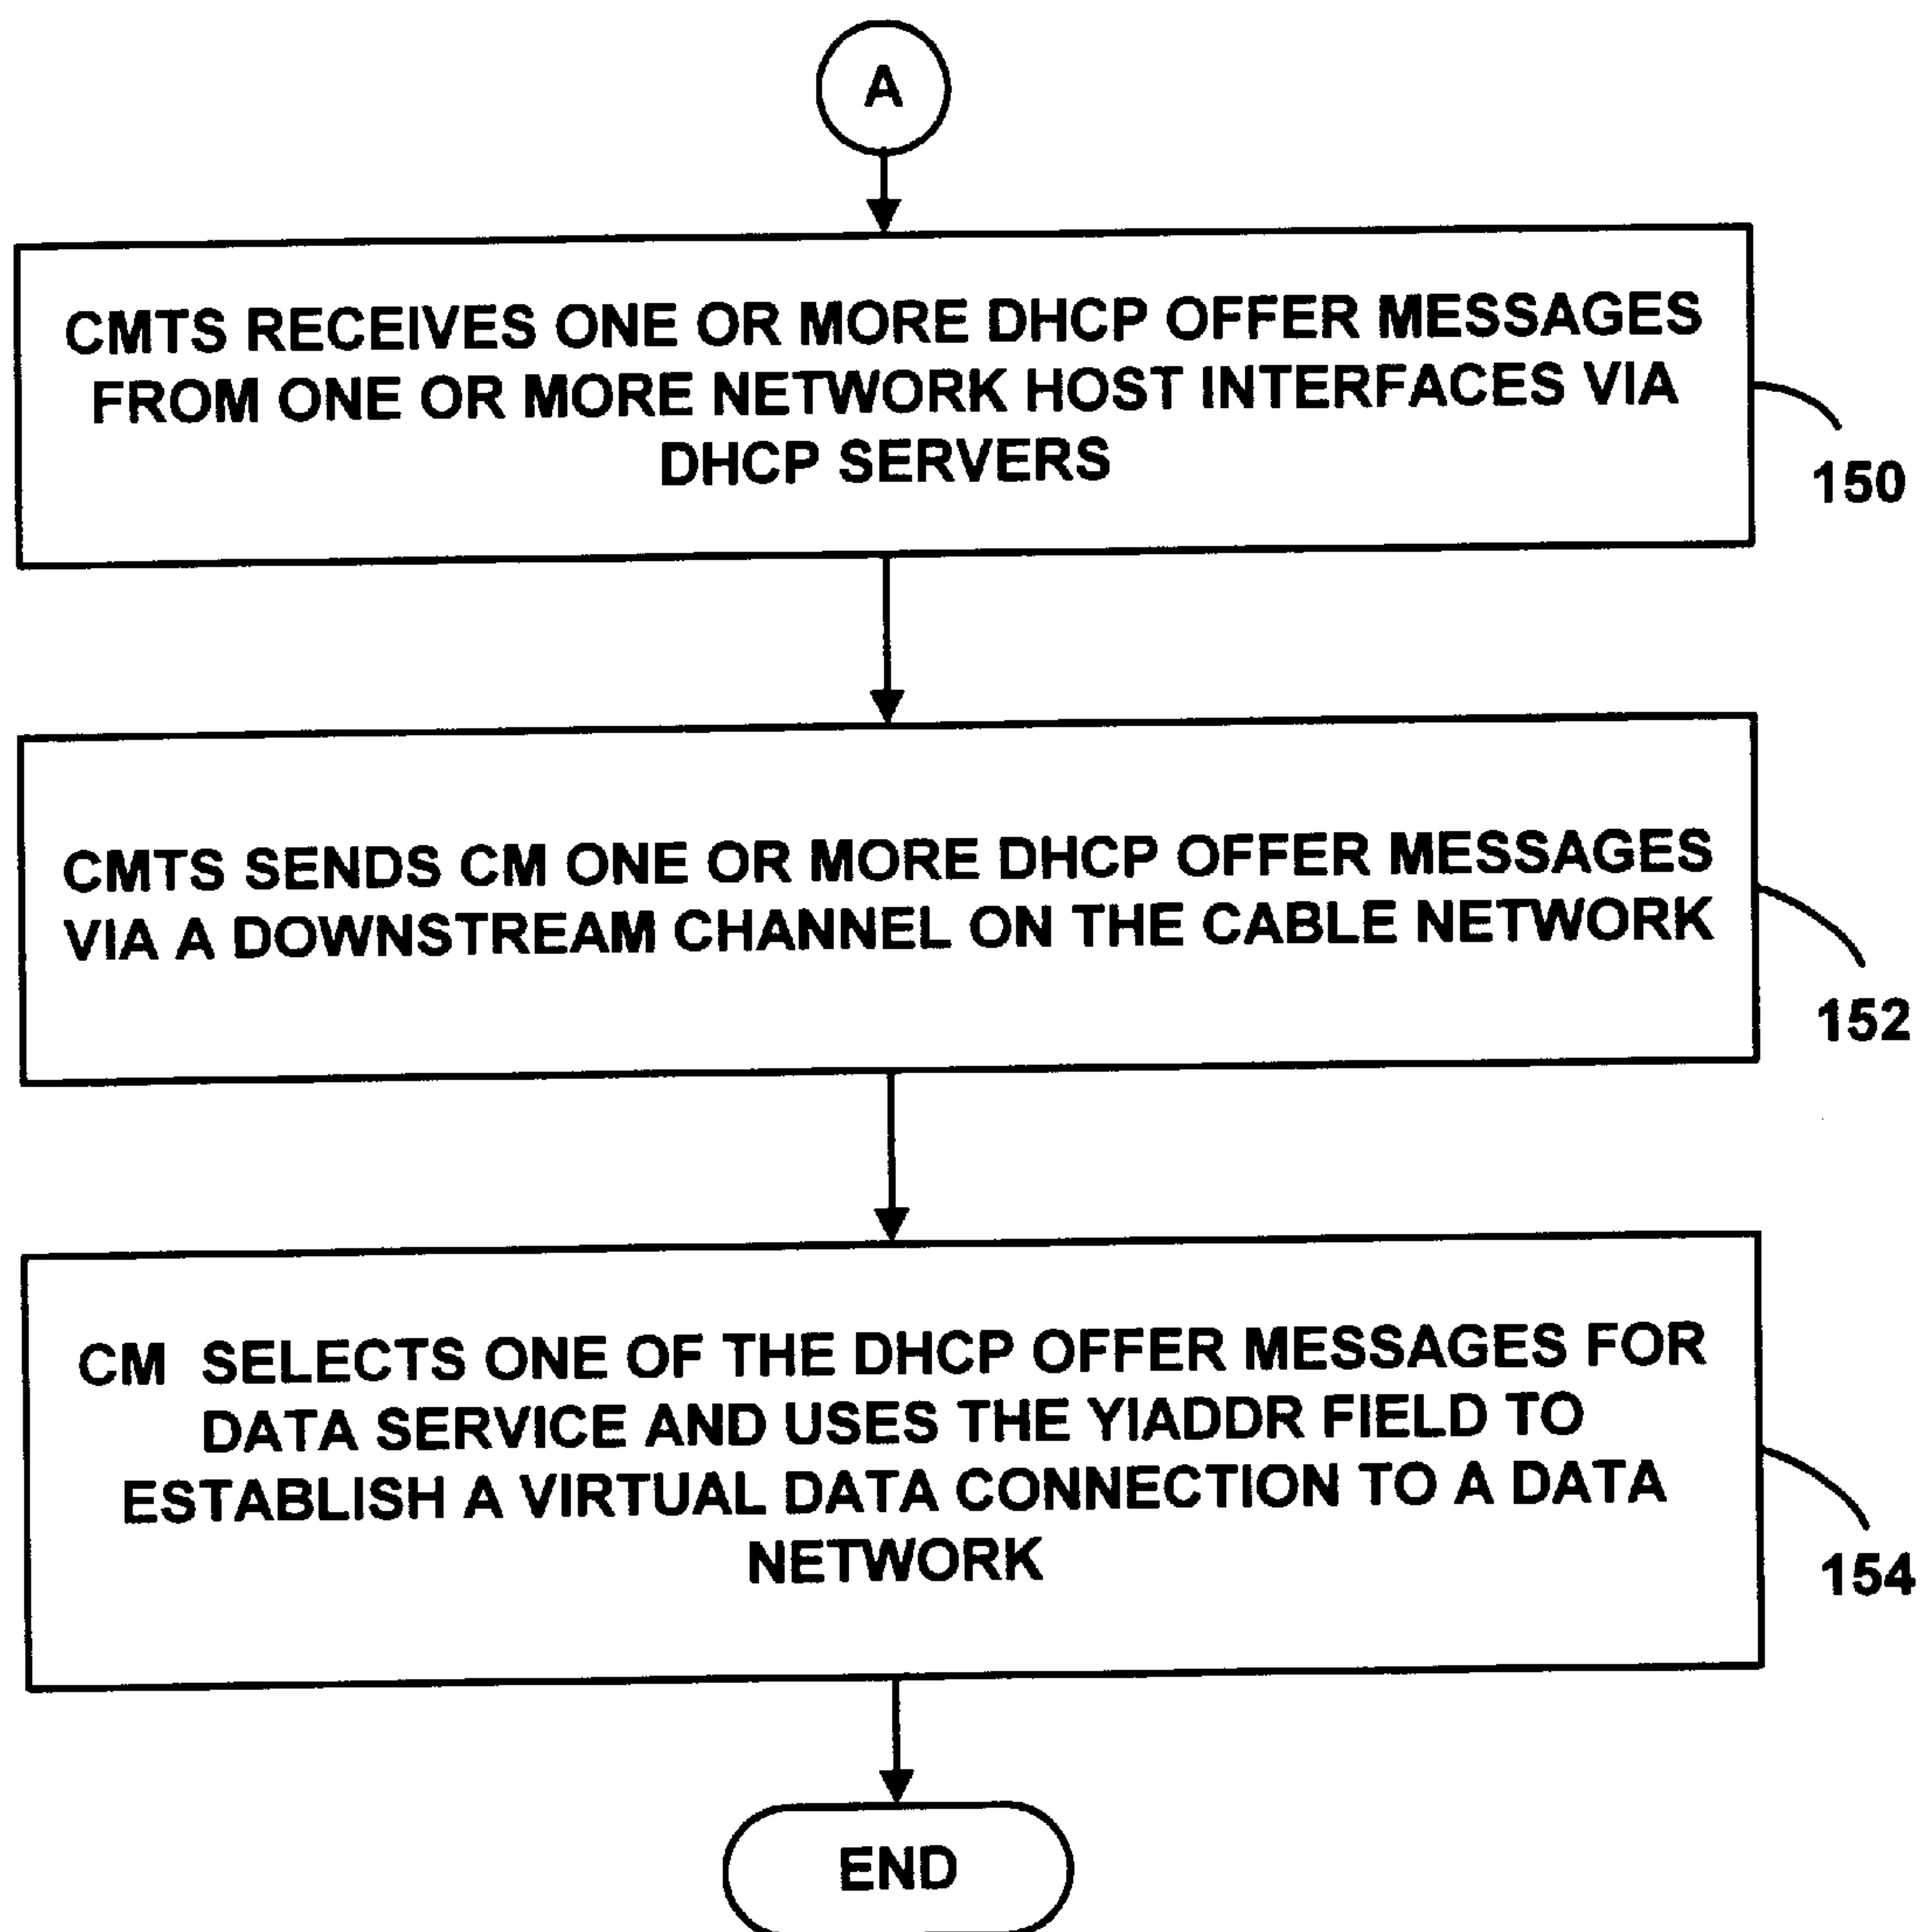 A
CMTS RECEIVES ONE OR MORE DHCP OFFER MESSAGES
FROM ONE OR MORE NETWORK HOST INTERFACES VIA
DHCP SERVERS
150
CMTS SENDS CM ONE OR MORE DHCP OFFER MESSAGES
VIA A DOWNSTREAM CHANNEL ON THE CABLE NETWORK
152
CM SELECTS ONE OF THE DHCP OFFER MESSAGES FOR
DATA SERVICE AND USES THE YIADDR FIELD TO
ESTABLISH A VIRTUAL DATA CONNECTION TO A DATA
NETWORK
154
END